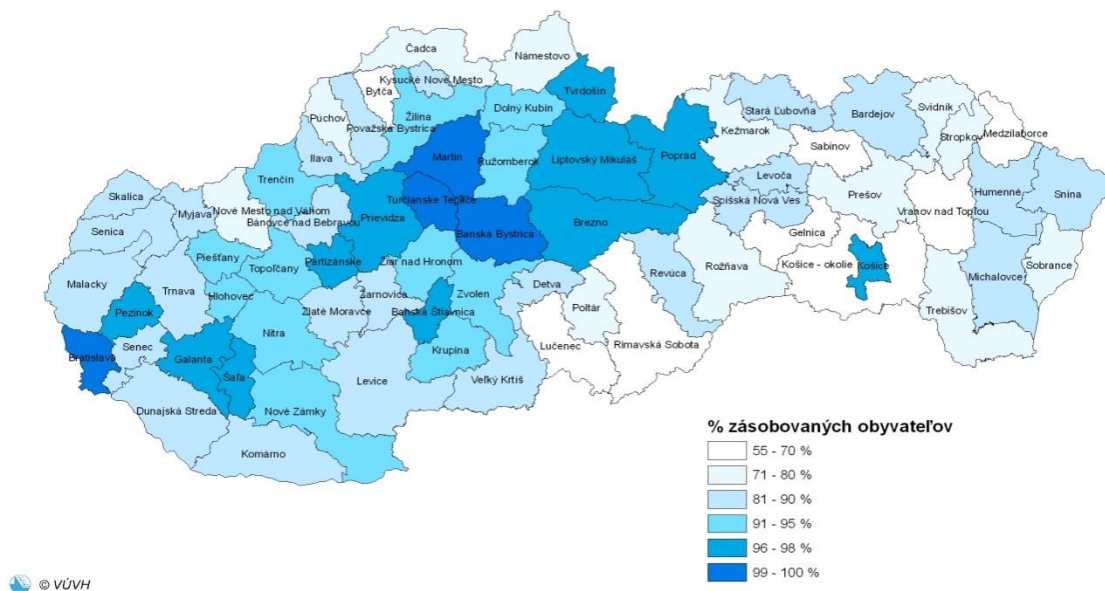 Čadca
Námestovo
Kysucké Nové Mesto
Bytča
Tvrdošín
Dolný Kubín
Žilina
Púchov
Považská Bystrica
Stará Ľubovňa
Bardejov
Svidník
Stropkov
Medzilaborce
Kežmarok
Sabinov
Ilava
Martin
Ružomberok
Liptovský Mikuláš
Poprad
Levoča
Trenčín
Turčianske Teplice
Spišská Nová Ves
Prešov
Humenné
Snina
Skalica
Myjava
Nové Mesto nad Váhom
Bánovce nad Bebravou
Prievidza
Banská Bystrica
Brezno
Vranov nad Topľou
Senica
Gelnica
Piešťany
Topoľčany
Partizánske
Žiar nad Hronom
Revúca
Rožňava
Košice - okolie
Košice
Michalovce
Sobrance
Malacky
Trnava
Hlohovec
Žarnovica
Zvolen
Detva
Pezinok
Zlaté Moravce
Banská Štiavnica
Poltár
Trebišov
Nitra
Bratislava
Senec
Galanta
Šaľa
Krupina
Lučenec
Rimavská Sobota
Levice
Veľký Krtíš
Dunajská Streda
Nové Zámky
Komárno
% zásobovaných obyvateľov
55 - 70 %
71 - 80 %
81 - 90 %
91 - 95 %
96 - 98 %
99 - 100 %
© VÚVH